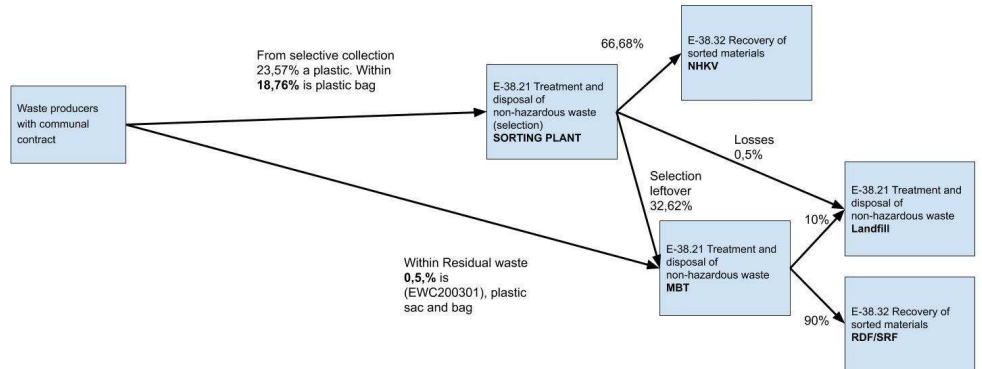 From selective collection
23,57% a plastic. Within
18,76% is plastic bag
66,68%
E-38.32 Recovery of
sorted materials
NHKV
Waste producers
with communal
contract
E-38.21 Treatment and
disposal of
non-hazardous waste
(selection)
SORTING PLANT
Losses
0,5%
Selection
leftover
32,62%
E-38.21 Treatment and
disposal of
non-hazardous waste
Landfill
10%
Within Residual waste
0,5,% is
(EWC200301), plastic
sac and bag
E-38.21 Treatment and
disposal of
non-hazardous waste
MBT
90%
E-38.32 Recovery of
sorted materials
RDF/SRF